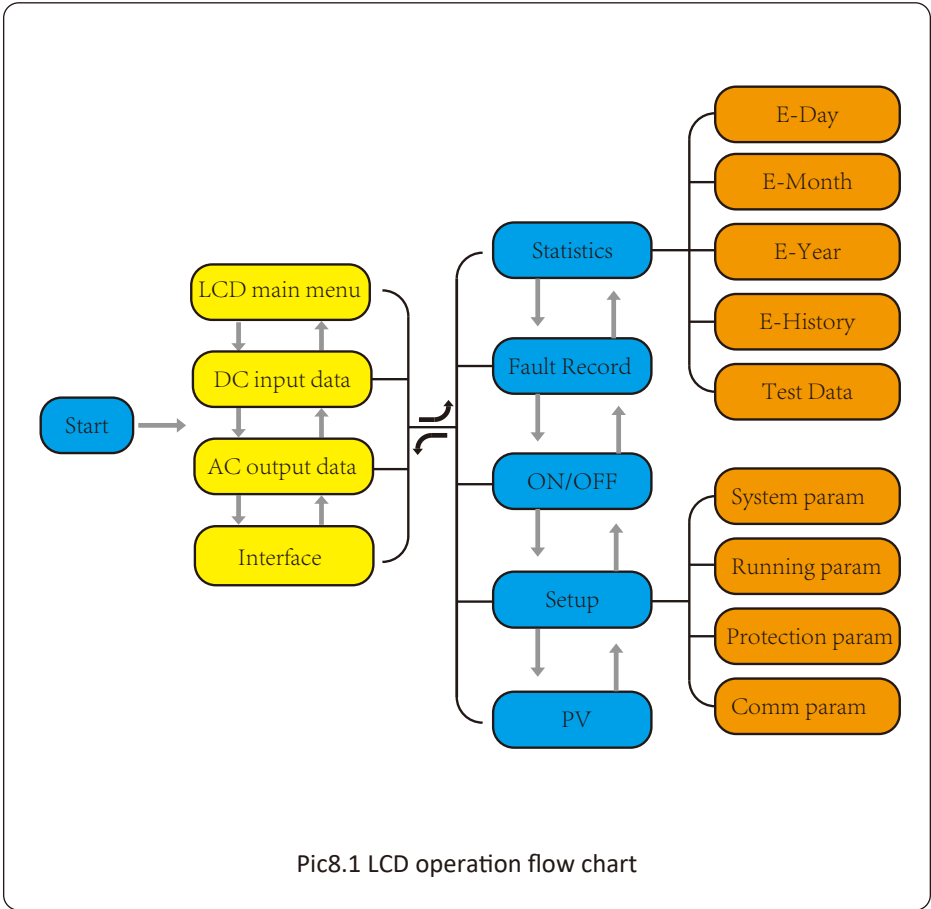 Start
LCD main menu
DC input data
AC output data
Interface
Statistics
Fault Record
ON/OFF
Setup
PV
E-Day
E-Month
E-Year
E-History
Test Data
System param
Running param
Protection param
Comm param
Pic8.1 LCD operation flow chart